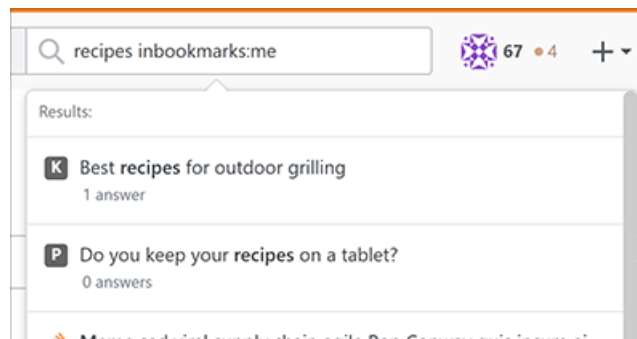 recipes inbookmarks:me
67 4
Results:
K Best recipes for outdoor grilling
1 answer
P Do you keep your recipes on a tablet?
0 answers